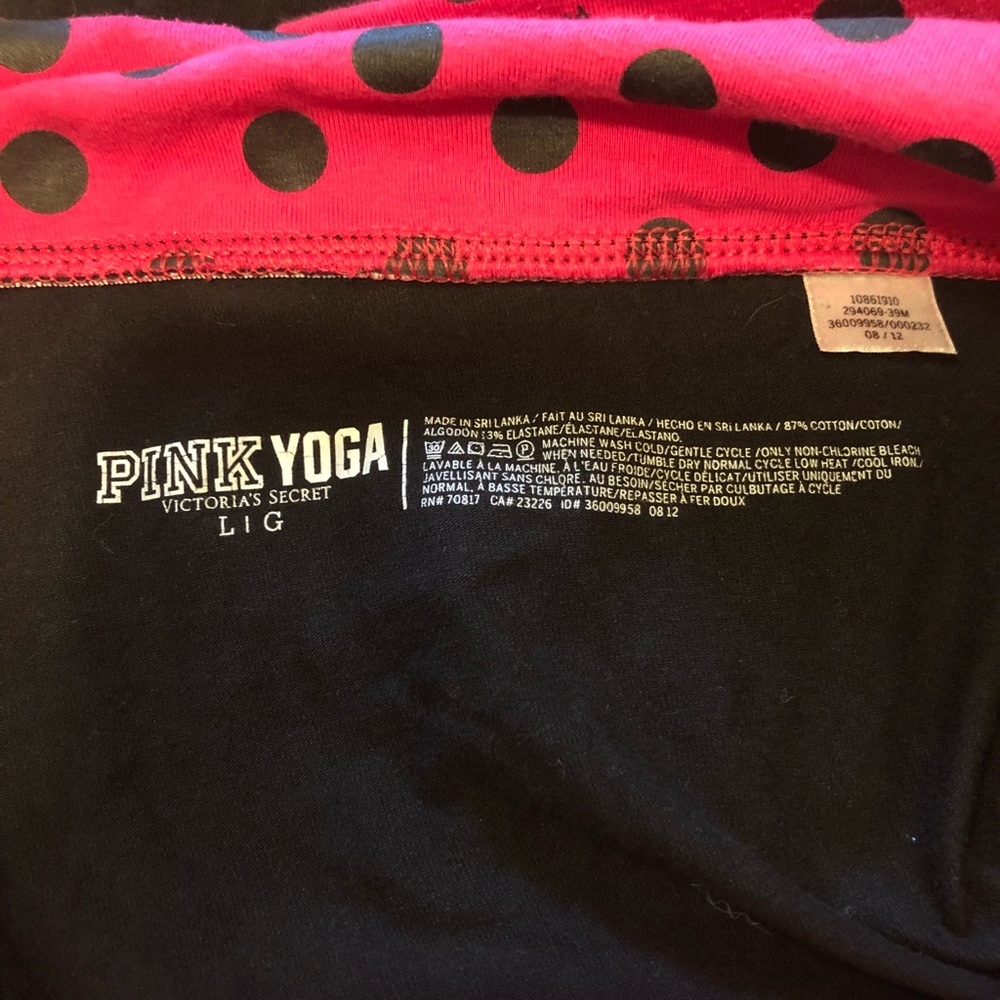 10861910
294069-39M
36009958/000232
08 / 12
PINK YOGA
VICTORIA'S SECRET
L | G
MADE IN SRI LANKA / FAIT AU SRI LANKA / HECHO EN SRI LANKA / 87% COTTON/COTON/
ALGODÓN 13% ELASTANE/ÉLASTANE/ELASTANO.
30 P MACHINE WASH COLD/GENTLE CYCLE /ONLY NON-CHLORINE BLEACH
WHEN NEEDED/TUMBLE DRY NORMAL CYCLE LOW HEAT /COOL IRON/
LAVABLE À LA MACHINE, À L'EAU FROIDE/CYCLE DÉLICAT/UTILISER UNIQUEMENT DU
JAVELLISANT SANS CHLORE, AU BESOIN/SÉCHER PAR CULBUTAGE À CYCLE
NORMAL, À BASSE TEMPÉRATURE/REPASSER À FER DOUX
RN# 70817 CA# 23226 ID# 36009958 08 12